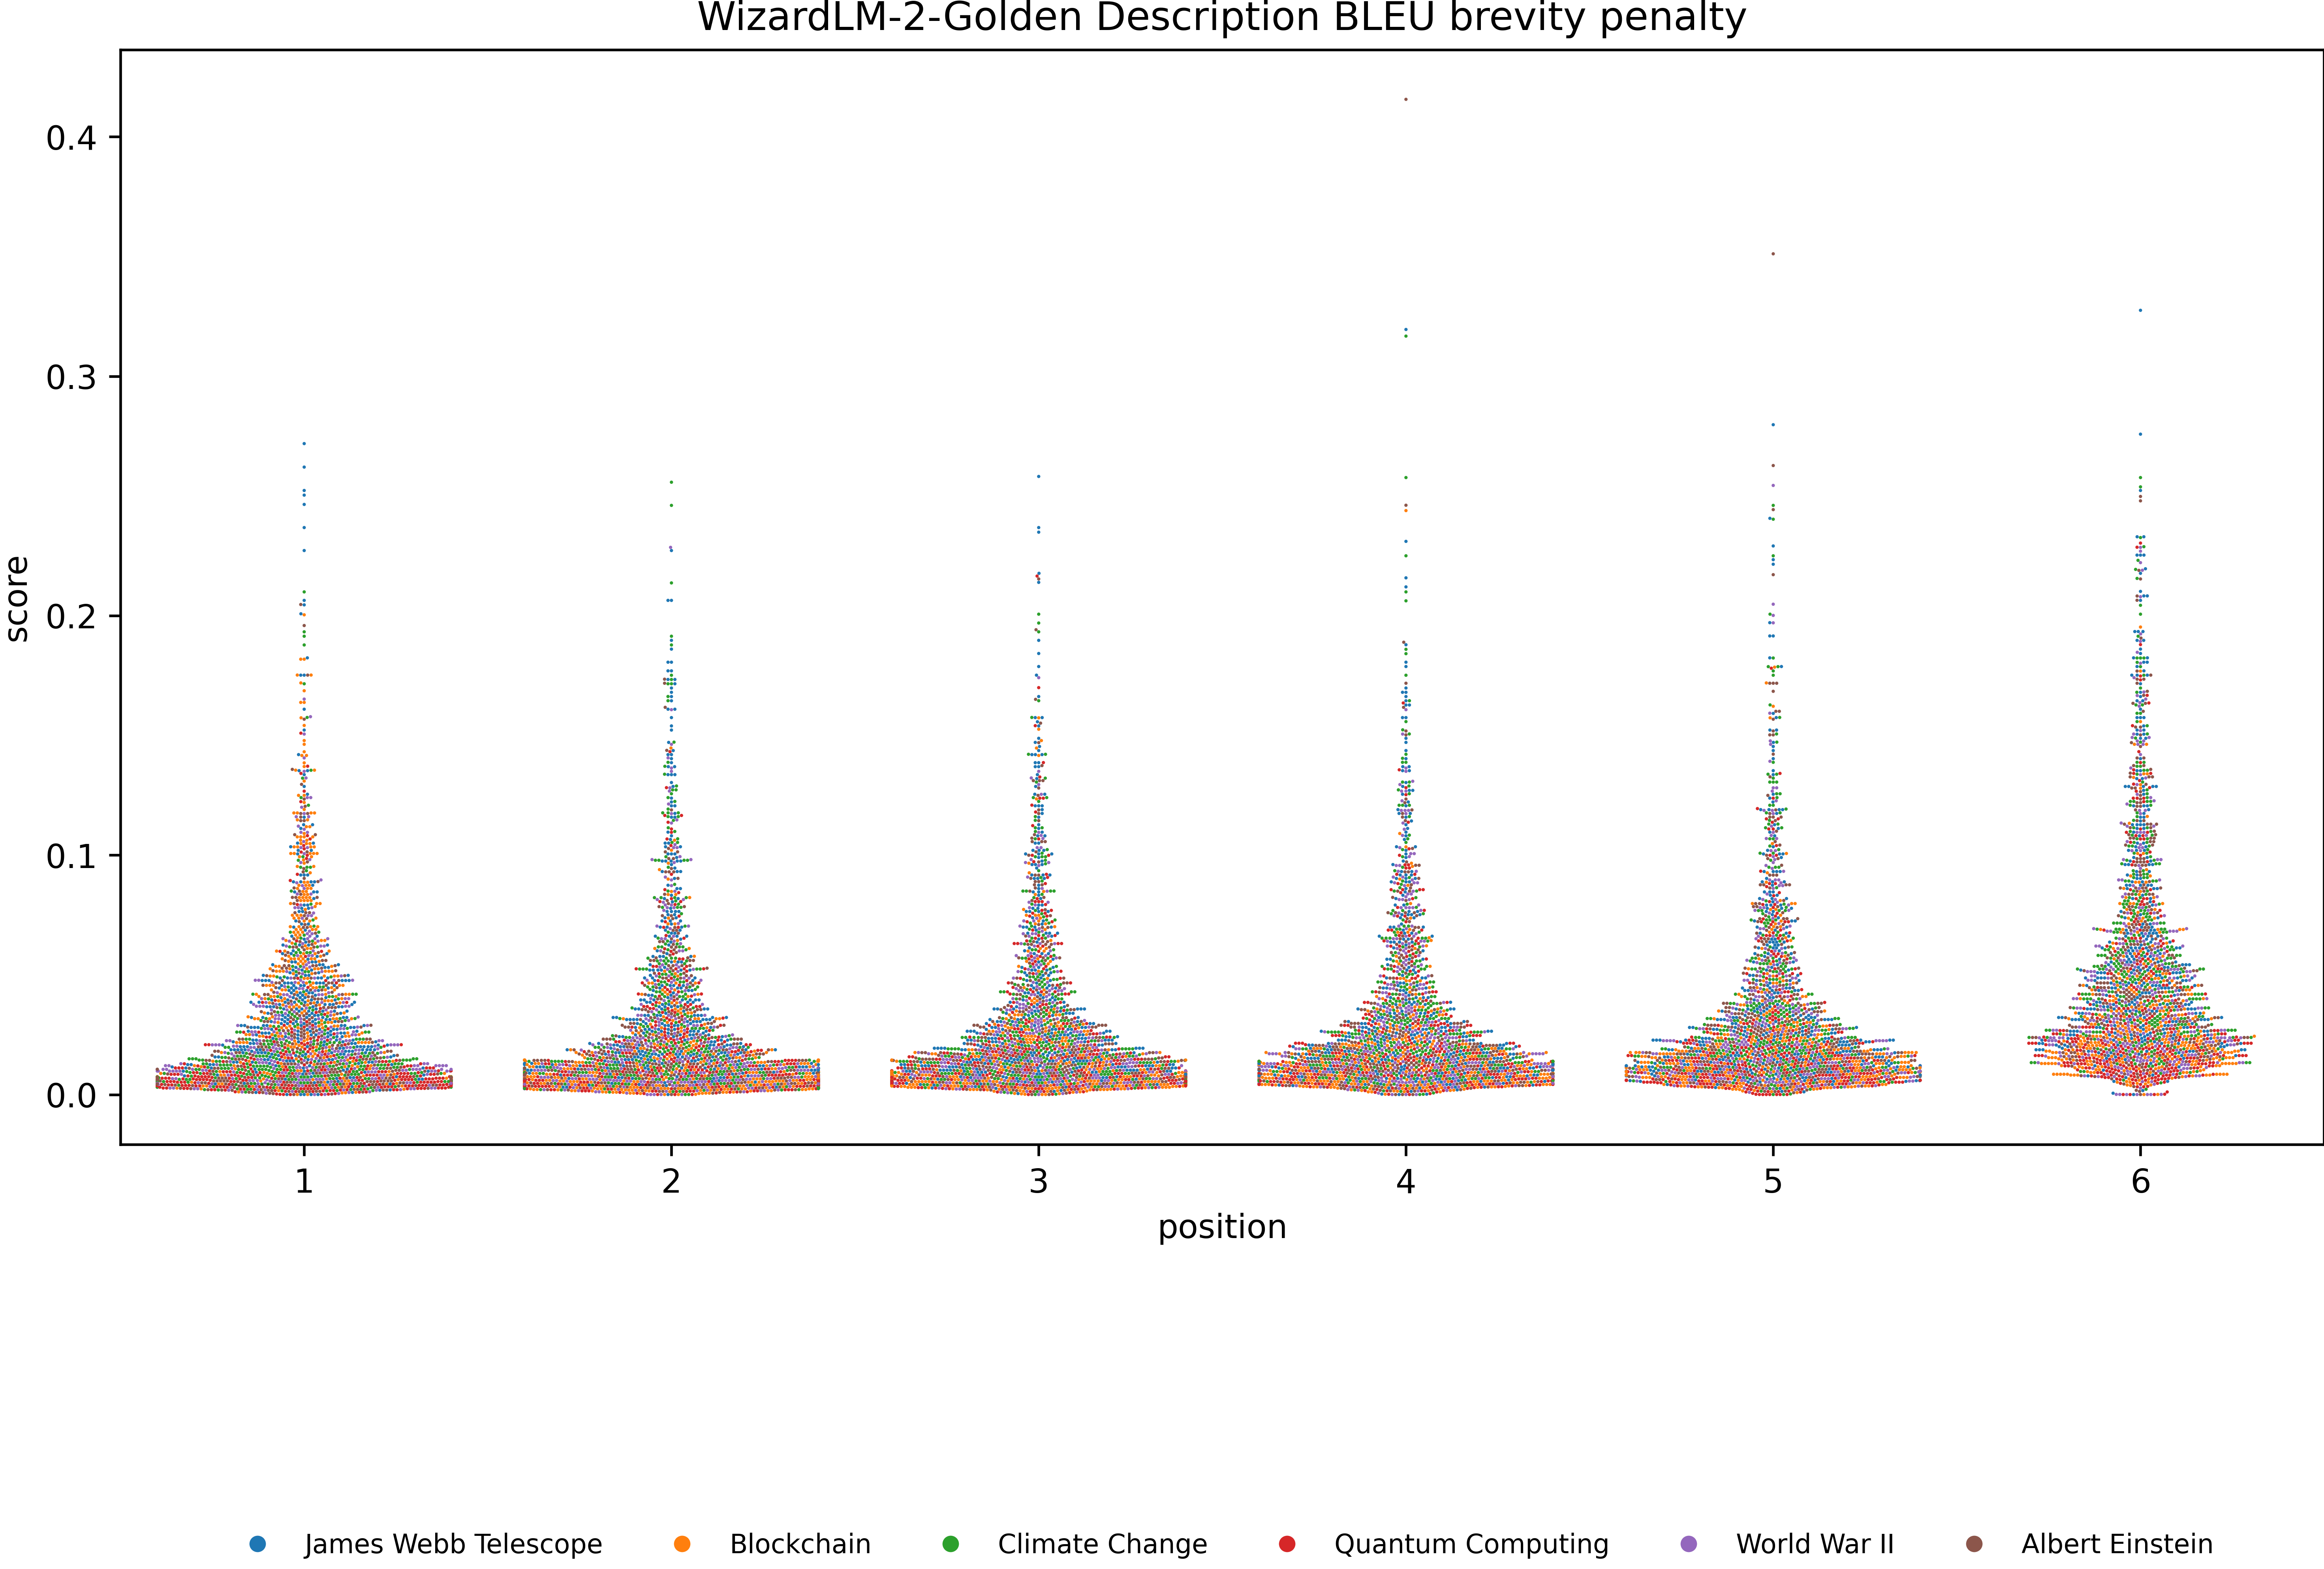 WizardLM-2-Golden Description BLEU brevity penalty
score
0.4
0.3
0.2
0.1
0.0
1 2 3 4 5 6
position
James Webb Telescope Blockchain Climate Change Quantum Computing World War II Albert Einstein